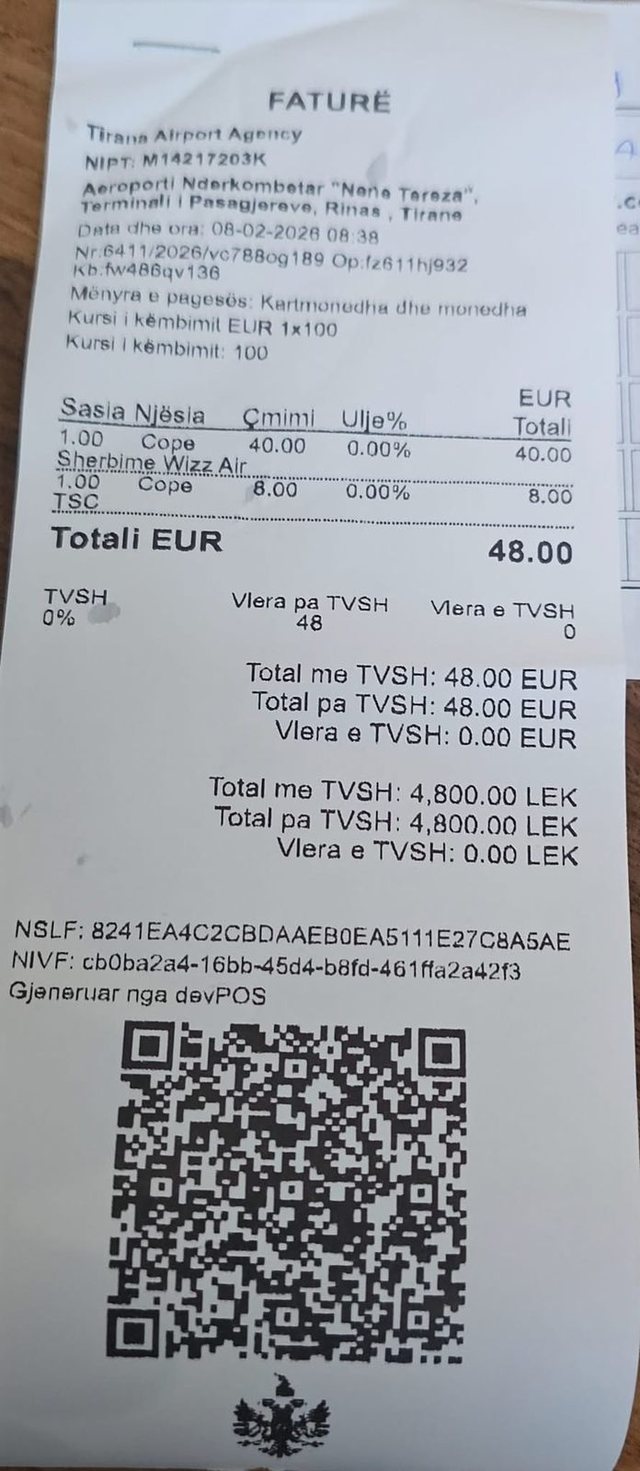 FATURË
Tirana Airport Agency
NIPT: M14217203K
Aeroporti Nderkombetar "Nene Tereza",
Terminali i Pasagjereve, Rinas , Tirane
Data dhe ora: 08-02-2026 08:38
Nr:6411/2026/vc788og189 Op:fz611hj932
Kb:fw486qv136
Mënyra e pagesës: Kartmonedha dhe monedha
Kursi i këmbimit EUR 1x100
Kursi i këmbimit: 100
EUR
Sasia Njësia Çmimi Ulje% Totali
1.00 Cope 40.00 0.00% 40.00
Sherbime Wizz Air
1.00 Cope 8.00 0.00% 8.00
TSC
Totali EUR 48.00
TVSH Vlera pa TVSH Vlera e TVSH
0% 48 0
Total me TVSH: 48.00 EUR
Total pa TVSH: 48.00 EUR
Vlera e TVSH: 0.00 EUR
Total me TVSH: 4,800.00 LEK
Total pa TVSH: 4,800.00 LEK
Vlera e TVSH: 0.00 LEK
NSLF: 8241EA4C2CBDAAEB0EA5111E27C8A5AE
NIVF: cb0ba2a4-16bb-45d4-b8fd-461ffa2a42f3
Gjeneruar nga devPOS